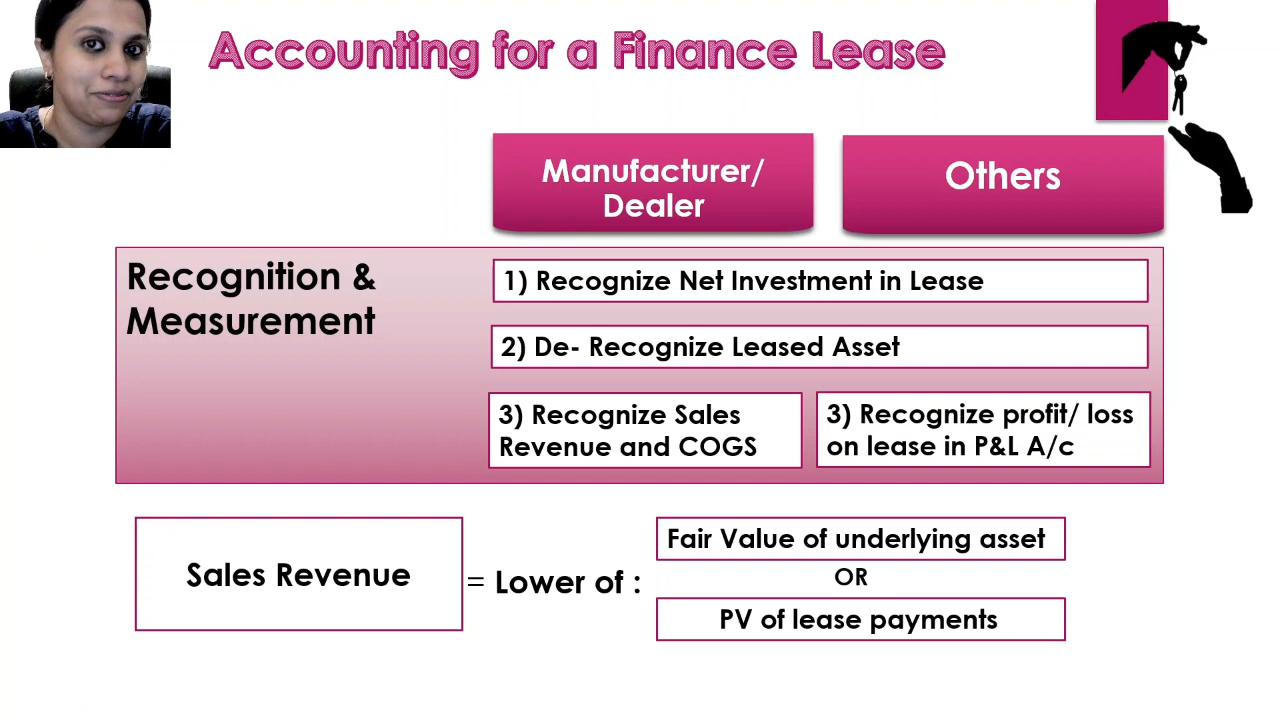 Accounting for a Finance Lease
Manufacturer/
Dealer
Others
Recognition &
Measurement
1) Recognize Net Investment in Lease
2) De- Recognize Leased Asset
3) Recognize Sales
Revenue and COGS
3) Recognize profit/ loss
on lease in P&L A/c
Sales Revenue
= Lower of :
Fair Value of underlying asset
OR
PV of lease payments